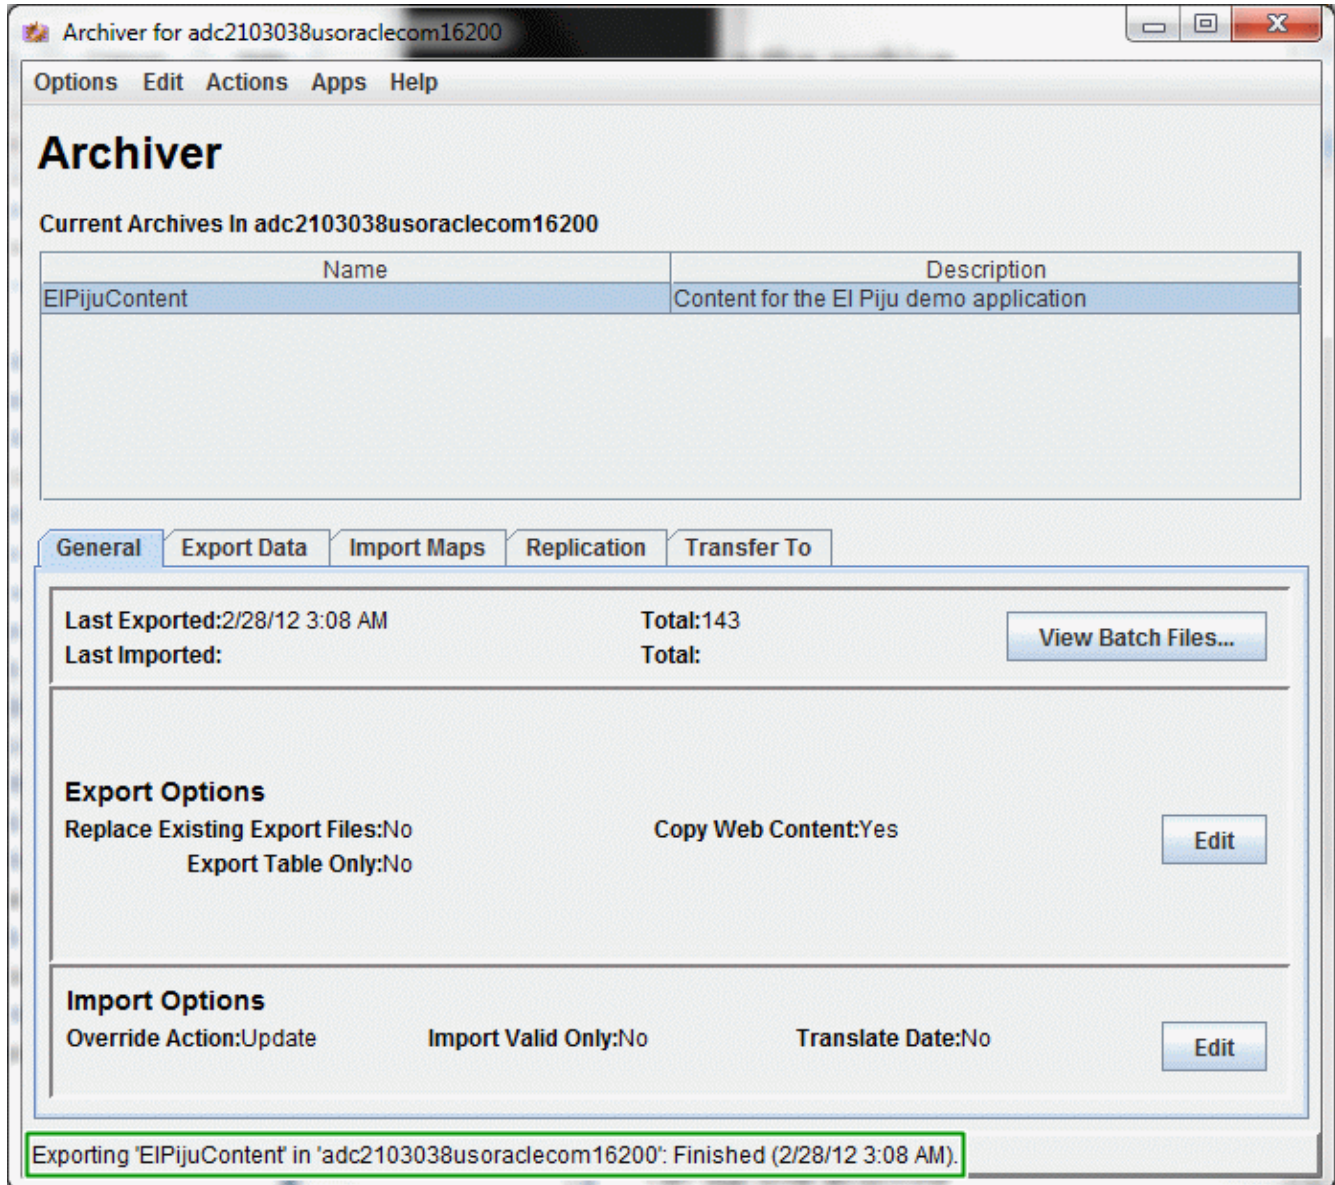 Archiver for adc2103038usoraclecom16200
Options Edit Actions Apps Help
Archiver
Current Archives In adc2103038usoraclecom16200
Name Description
ElPijuContent Content for the El Piju demo application
General Export Data Import Maps Replication Transfer To
Last Exported:2/28/12 3:08 AM Total:143 View Batch Files...
Last Imported: Total:
Export Options
Replace Existing Export Files:No Copy Web Content:Yes Edit
Export Table Only:No
Import Options
Override Action:Update Import Valid Only:No Translate Date:No Edit
Exporting 'ElPijuContent' in 'adc2103038usoraclecom16200': Finished (2/28/12 3:08 AM).